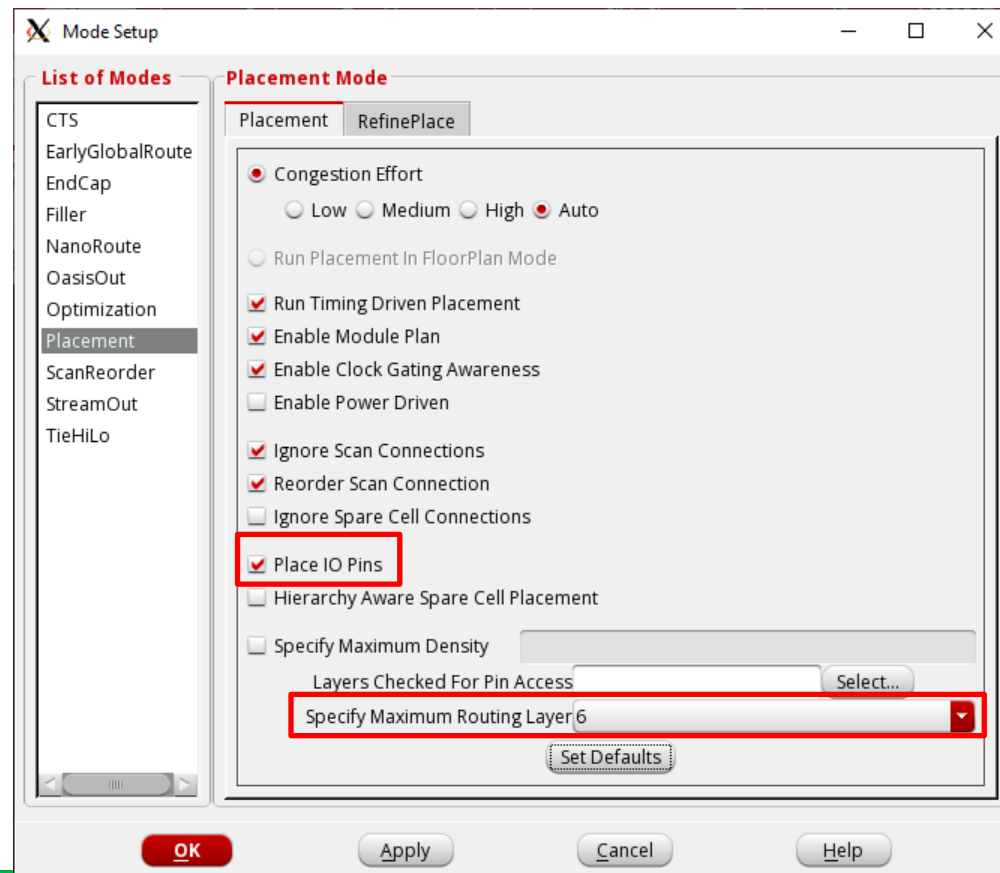 Mode Setup
List of Modes
CTS
EarlyGlobalRoute
EndCap
Filler
NanoRoute
OasisOut
Optimization
Placement
ScanReorder
StreamOut
TieHiLo
Placement Mode
Placement RefinePlace
Congestion Effort
Low Medium High Auto
Run Placement In FloorPlan Mode
Run Timing Driven Placement
Enable Module Plan
Enable Clock Gating Awareness
Enable Power Driven
Ignore Scan Connections
Reorder Scan Connection
Ignore Spare Cell Connections
Place IO Pins
Hierarchy Aware Spare Cell Placement
Specify Maximum Density
Layers Checked For Pin Access Select...
Specify Maximum Routing Layer 6
Set Defaults
OK Apply Cancel Help